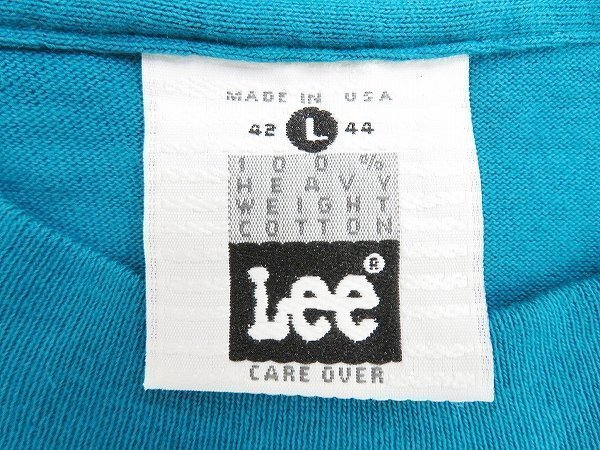 MADE IN USA
42 L 44
100%
HEAVY
WEIGHT
COTTON
Lee®
CARE OVER